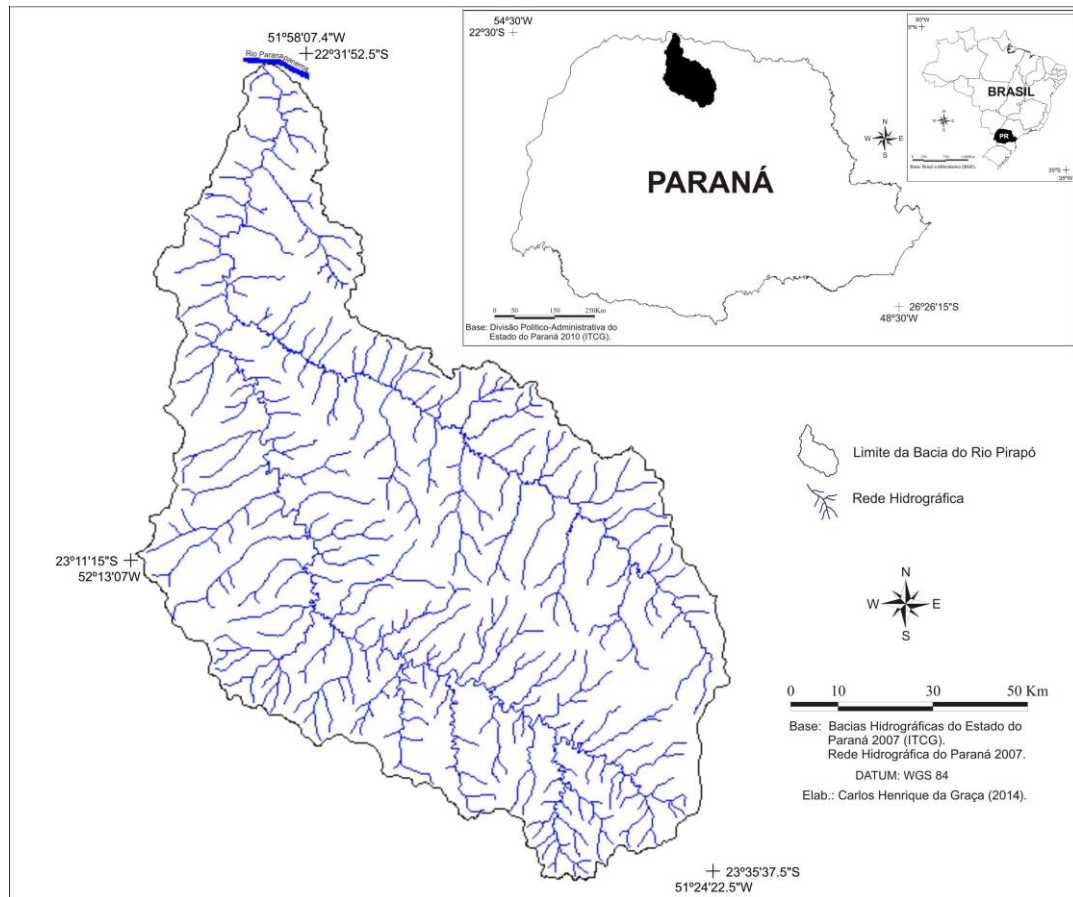 51º58'07.4"W
22º31'52.5"S
Rio Paranapanema
54º30'W
22º30'S
N
W E
S
PARANÁ
26º26'15"S
48º30'W
0 50 150 250Km
Base: Divisão Politico-Administrativa do
Estado do Paraná 2010 (ITCG).
BRASIL
PR
35ºS
35ºW
Limite da Bacia do Rio Pirapó
Rede Hidrográfica
23º11'15"S
52º13'07W
N
W E
S
0 10 30 50 Km
Base: Bacias Hidrográficas do Estado do
Paraná 2007 (ITCG).
Rede Hidrográfica do Paraná 2007.
DATUM: WGS 84
Elab.: Carlos Henrique da Graça (2014).
23º35'37.5"S
51º24'22.5"W